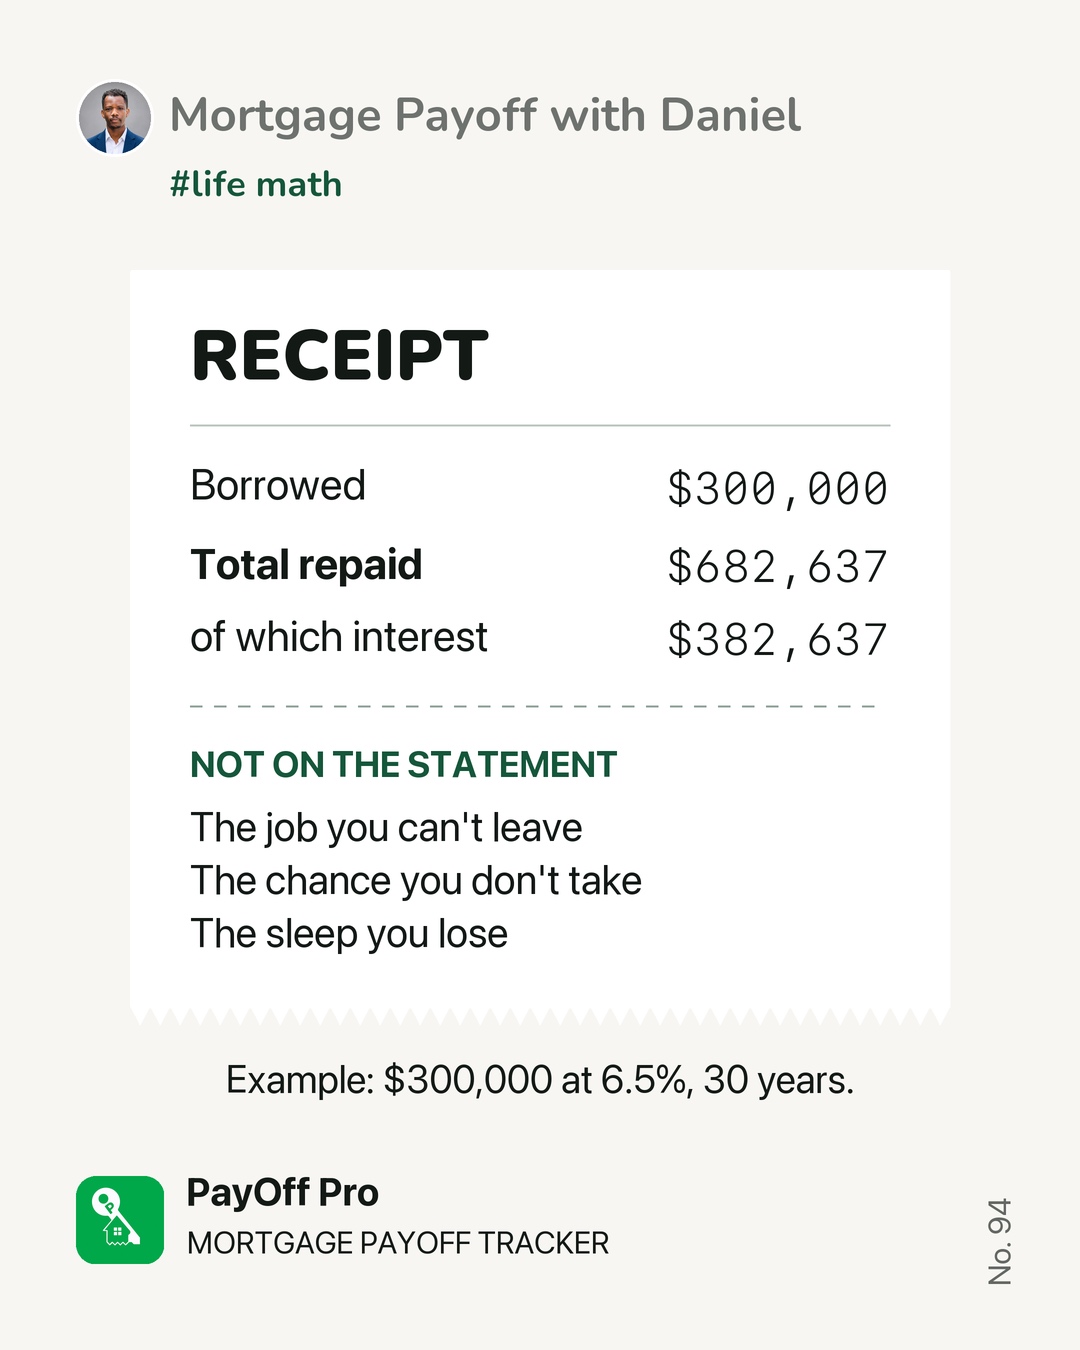 Mortgage Payoff with Daniel
#life math
RECEIPT
Borrowed $300,000
Total repaid $682,637
of which interest $382,637
NOT ON THE STATEMENT
The job you can't leave
The chance you don't take
The sleep you lose
Example: $300,000 at 6.5%, 30 years.
PayOff Pro
MORTGAGE PAYOFF TRACKER
No. 94